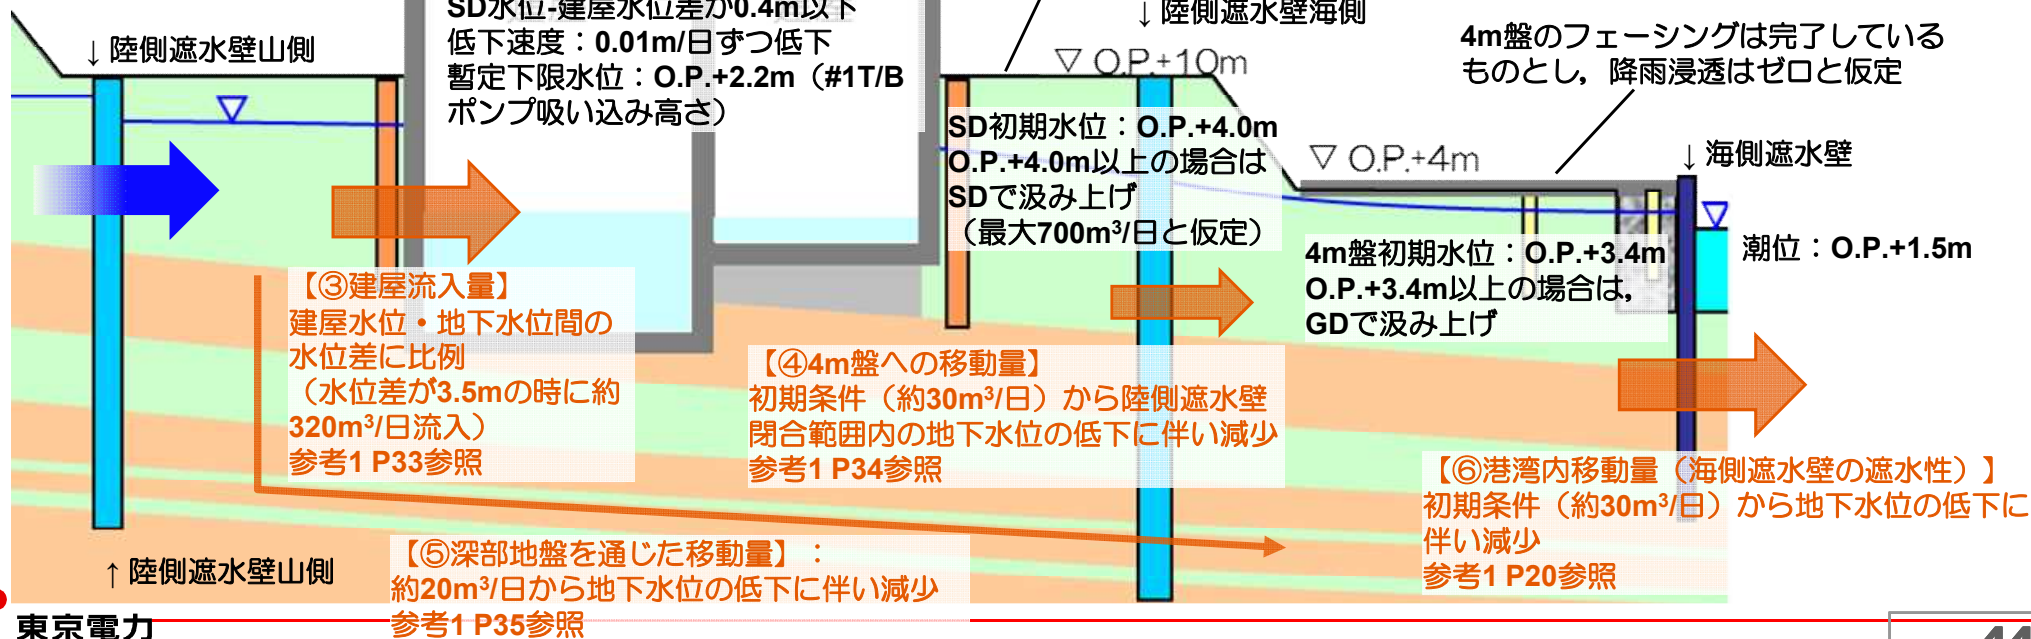 SD水位-建屋水位差が0.4m以下
低下速度：0.01m/日ずつ低下
暫定下限水位：O.P.+2.2m（#1T/B
ポンプ吸い込み高さ）
↓陸側遮水壁山側
↓陸側遮水壁海側
▽ O.P.+10m
4m盤のフェーシングは完了している
ものとし，降雨浸透はゼロと仮定
SD初期水位：O.P.+4.0m
O.P.+4.0m以上の場合は
SDで汲み上げ
（最大700m³/日と仮定）
▽ O.P.+4m
↓海側遮水壁
4m盤初期水位：O.P.+3.4m
O.P.+3.4m以上の場合は，
GDで汲み上げ
潮位：O.P.+1.5m
【③建屋流入量】
建屋水位・地下水位間の
水位差に比例
（水位差が3.5mの時に約
320m³/日流入）
参考1 P33参照
【④4m盤への移動量】
初期条件（約30m³/日）から陸側遮水壁
閉合範囲内の地下水位の低下に伴い減少
参考1 P34参照
【⑥港湾内移動量（海側遮水壁の遮水性）】
初期条件（約30m³/日）から地下水位の低下に
伴い減少
参考1 P20参照
↑陸側遮水壁山側
【⑤深部地盤を通じた移動量】：
約20m³/日から地下水位の低下に伴い減少
参考1 P35参照
東京電力